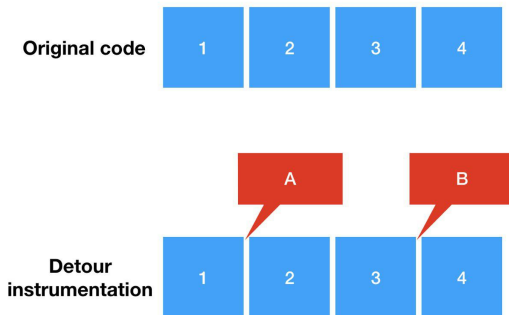 Original code 1 2 3 4
A B
Detour
instrumentation
1 2 3 4